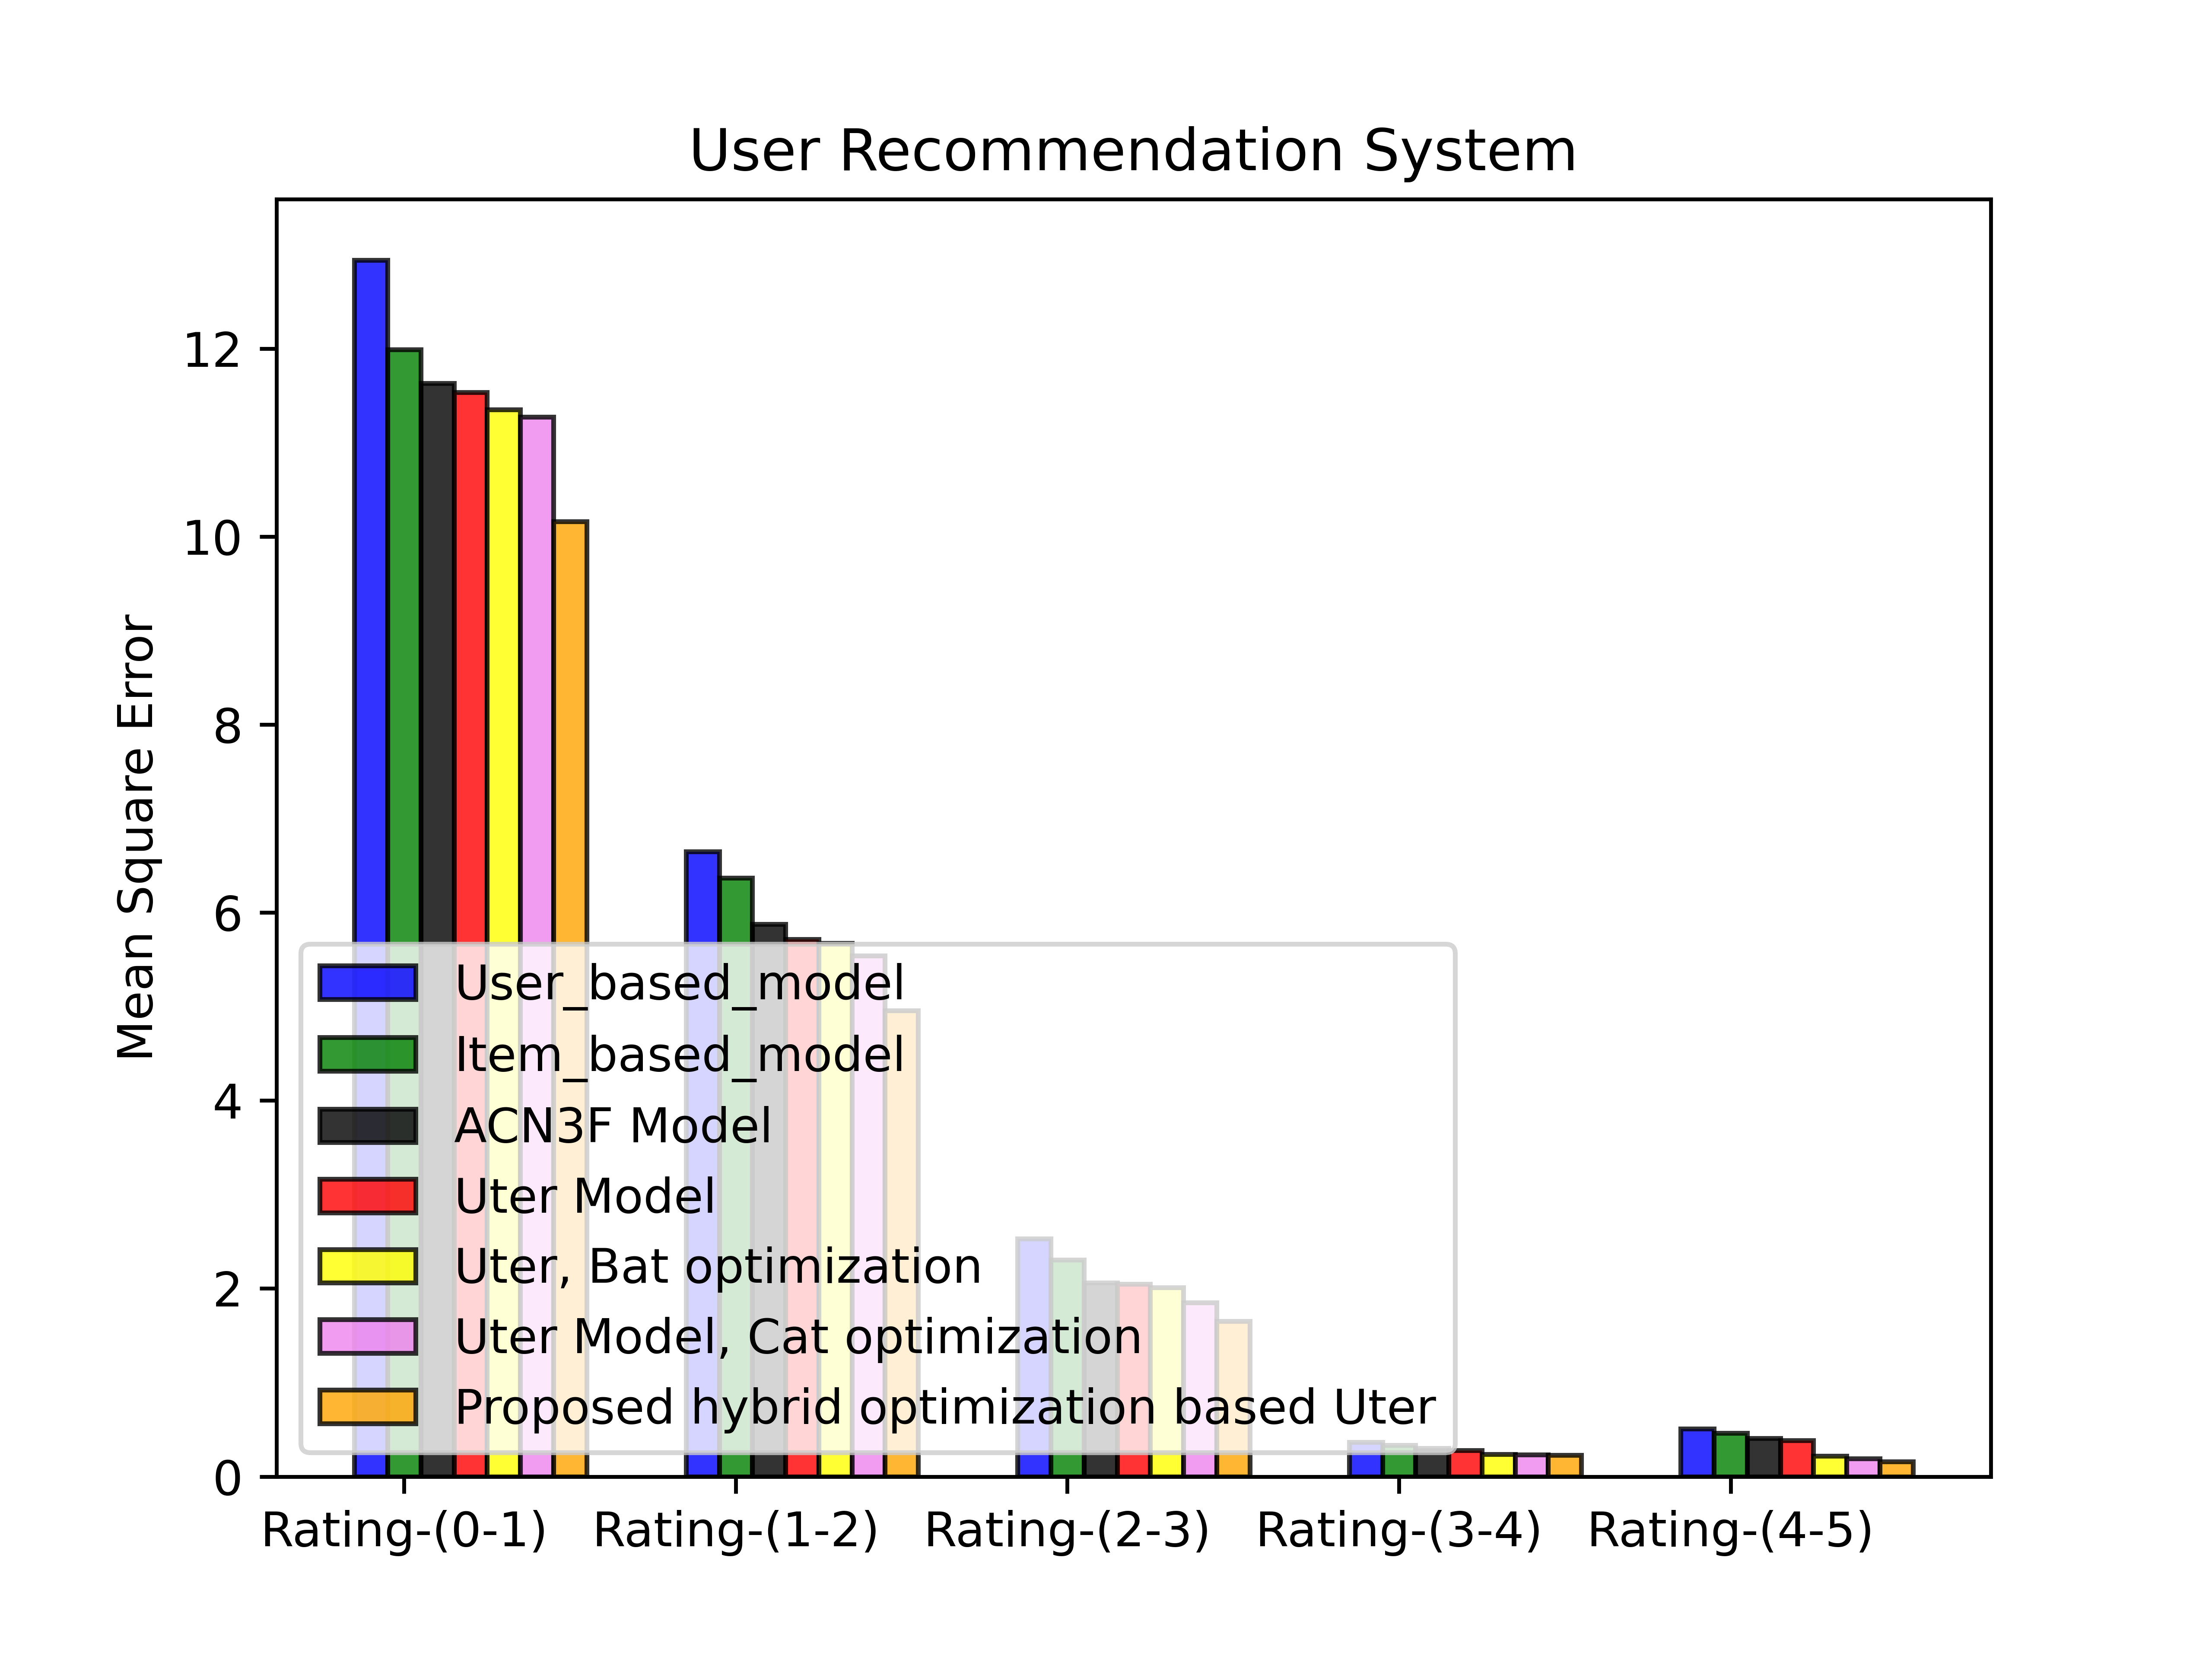 User Recommendation System
Mean Square Error
12
10
8
6
4
2
0
User_based_model
Item_based_model
ACN3F Model
Uter Model
Uter, Bat optimization
Uter Model, Cat optimization
Proposed hybrid optimization based Uter
Rating-(0-1) Rating-(1-2) Rating-(2-3) Rating-(3-4) Rating-(4-5)